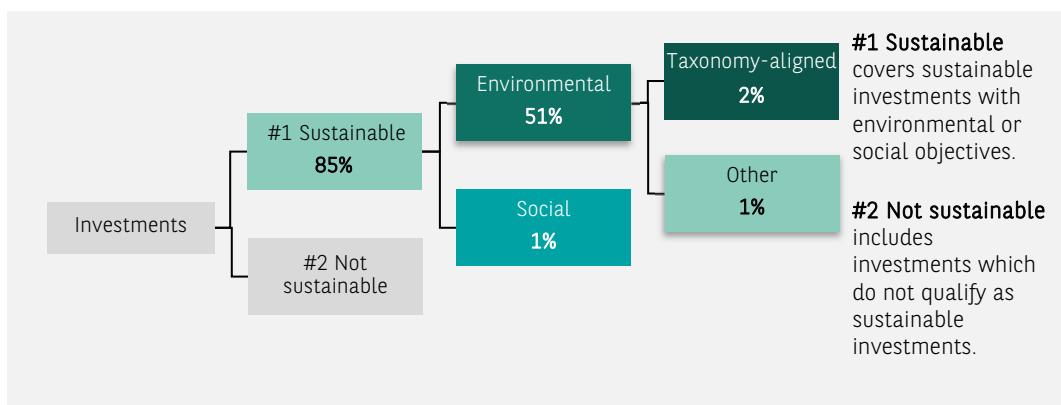 Investments
#1 Sustainable
85%
#2 Not
sustainable
Environmental
51%
Social
1%
Taxonomy-aligned
2%
Other
1%
#1 Sustainable
covers sustainable
investments with
environmental or
social objectives.
#2 Not sustainable
includes
investments which
do not qualify as
sustainable
investments.